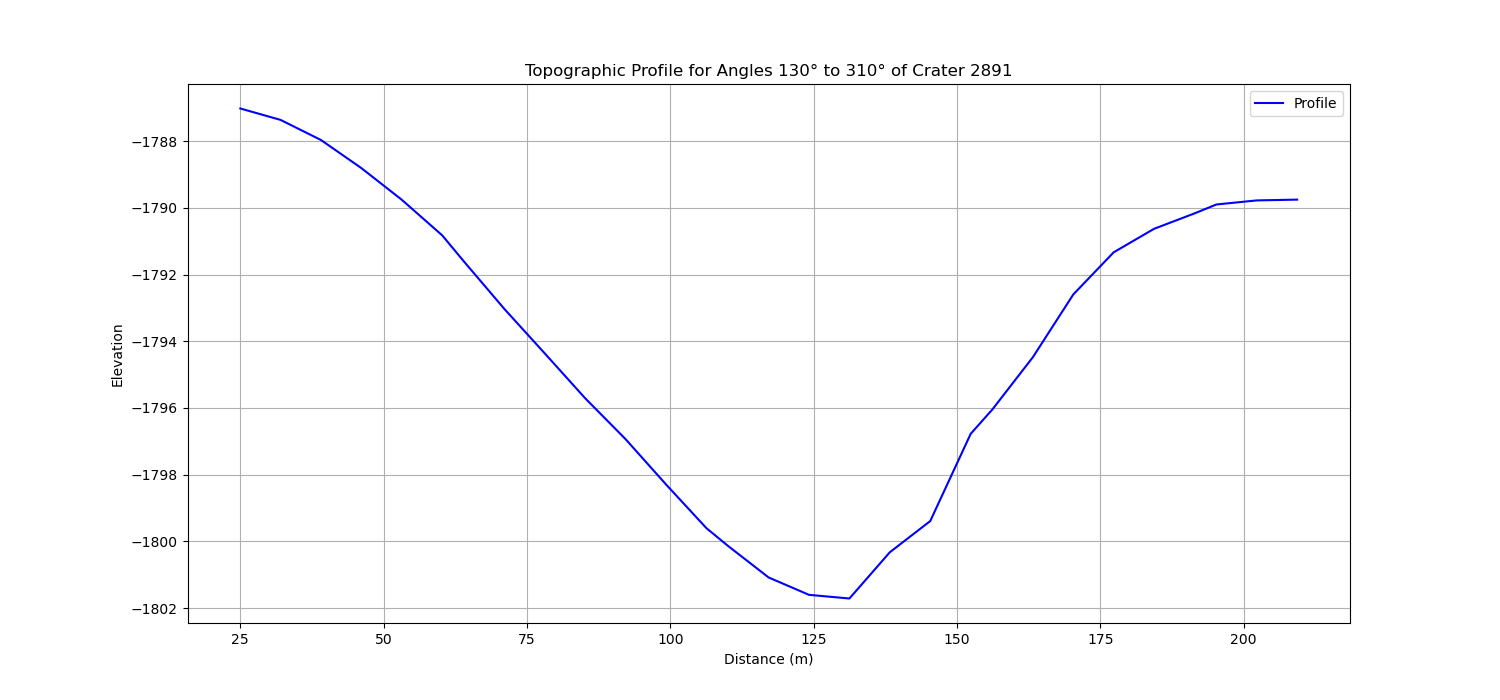 Topographic Profile for Angles 130° to 310° of Crater 2891
Profile
−1788
−1790
−1792
−1794
−1796
−1798
−1800
−1802
Elevation
25 50 75 100 125 150 175 200
Distance (m)